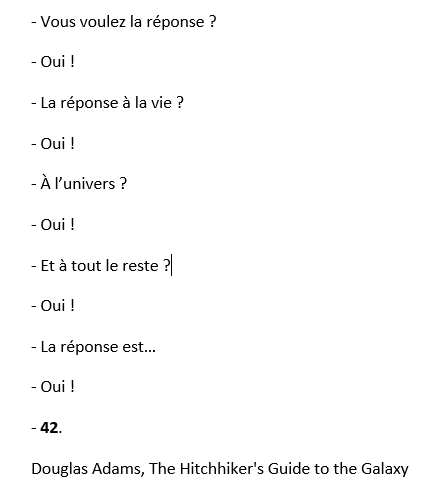 - Vous voulez la réponse ?
- Oui !
- La réponse à la vie ?
- Oui !
- À l’univers ?
- Oui !
- Et à tout le reste ?
- Oui !
- La réponse est...
- Oui !
- 42.
Douglas Adams, The Hitchhiker's Guide to the Galaxy